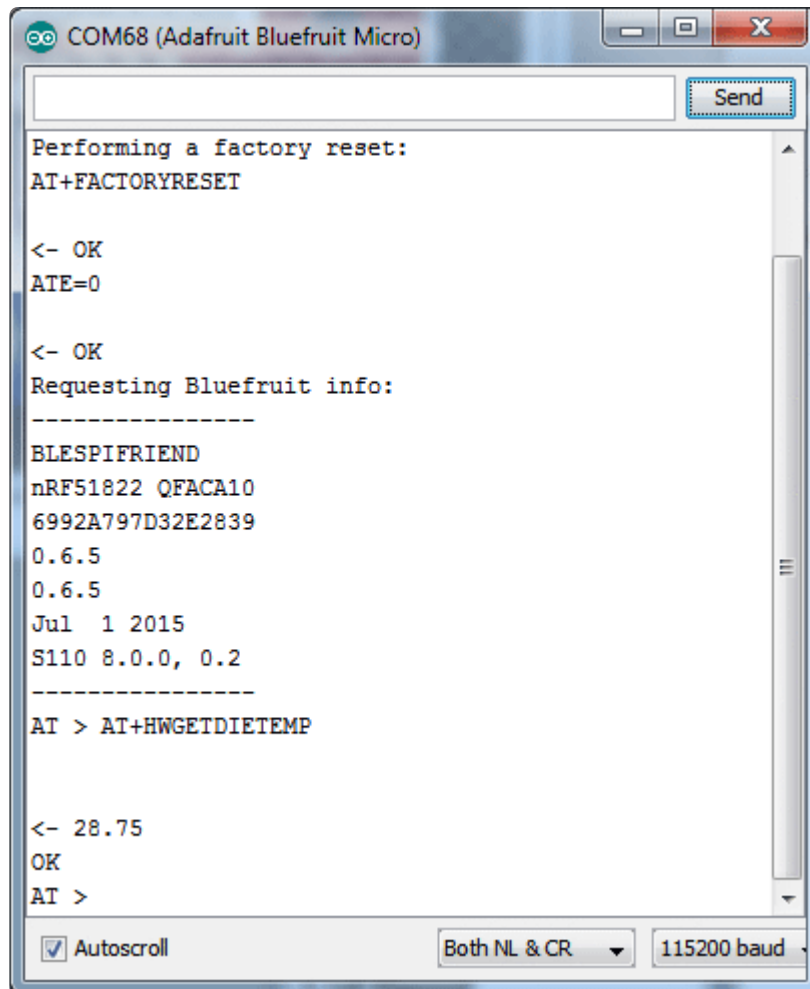 COM68 (Adafruit Bluefruit Micro)
Send
Performing a factory reset:
AT+FACTORYRESET
<- OK
ATE=0
<- OK
Requesting Bluefruit info:
----------------
BLESPIFRIEND
nRF51822 QFACA10
6992A797D32E2839
0.6.5
0.6.5
Jul  1 2015
S110 8.0.0, 0.2
----------------
AT > AT+HWGETDIETEMP
<- 28.75
OK
AT >
Autoscroll
Both NL & CR
115200 baud